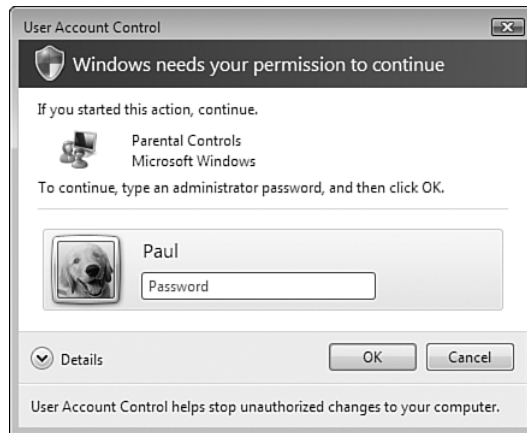 User Account Control
Windows needs your permission to continue
If you started this action, continue.
Parental Controls
Microsoft Windows
To continue, type an administrator password, and then click OK.
Paul
Password
Details
OK
Cancel
User Account Control helps stop unauthorized changes to your computer.